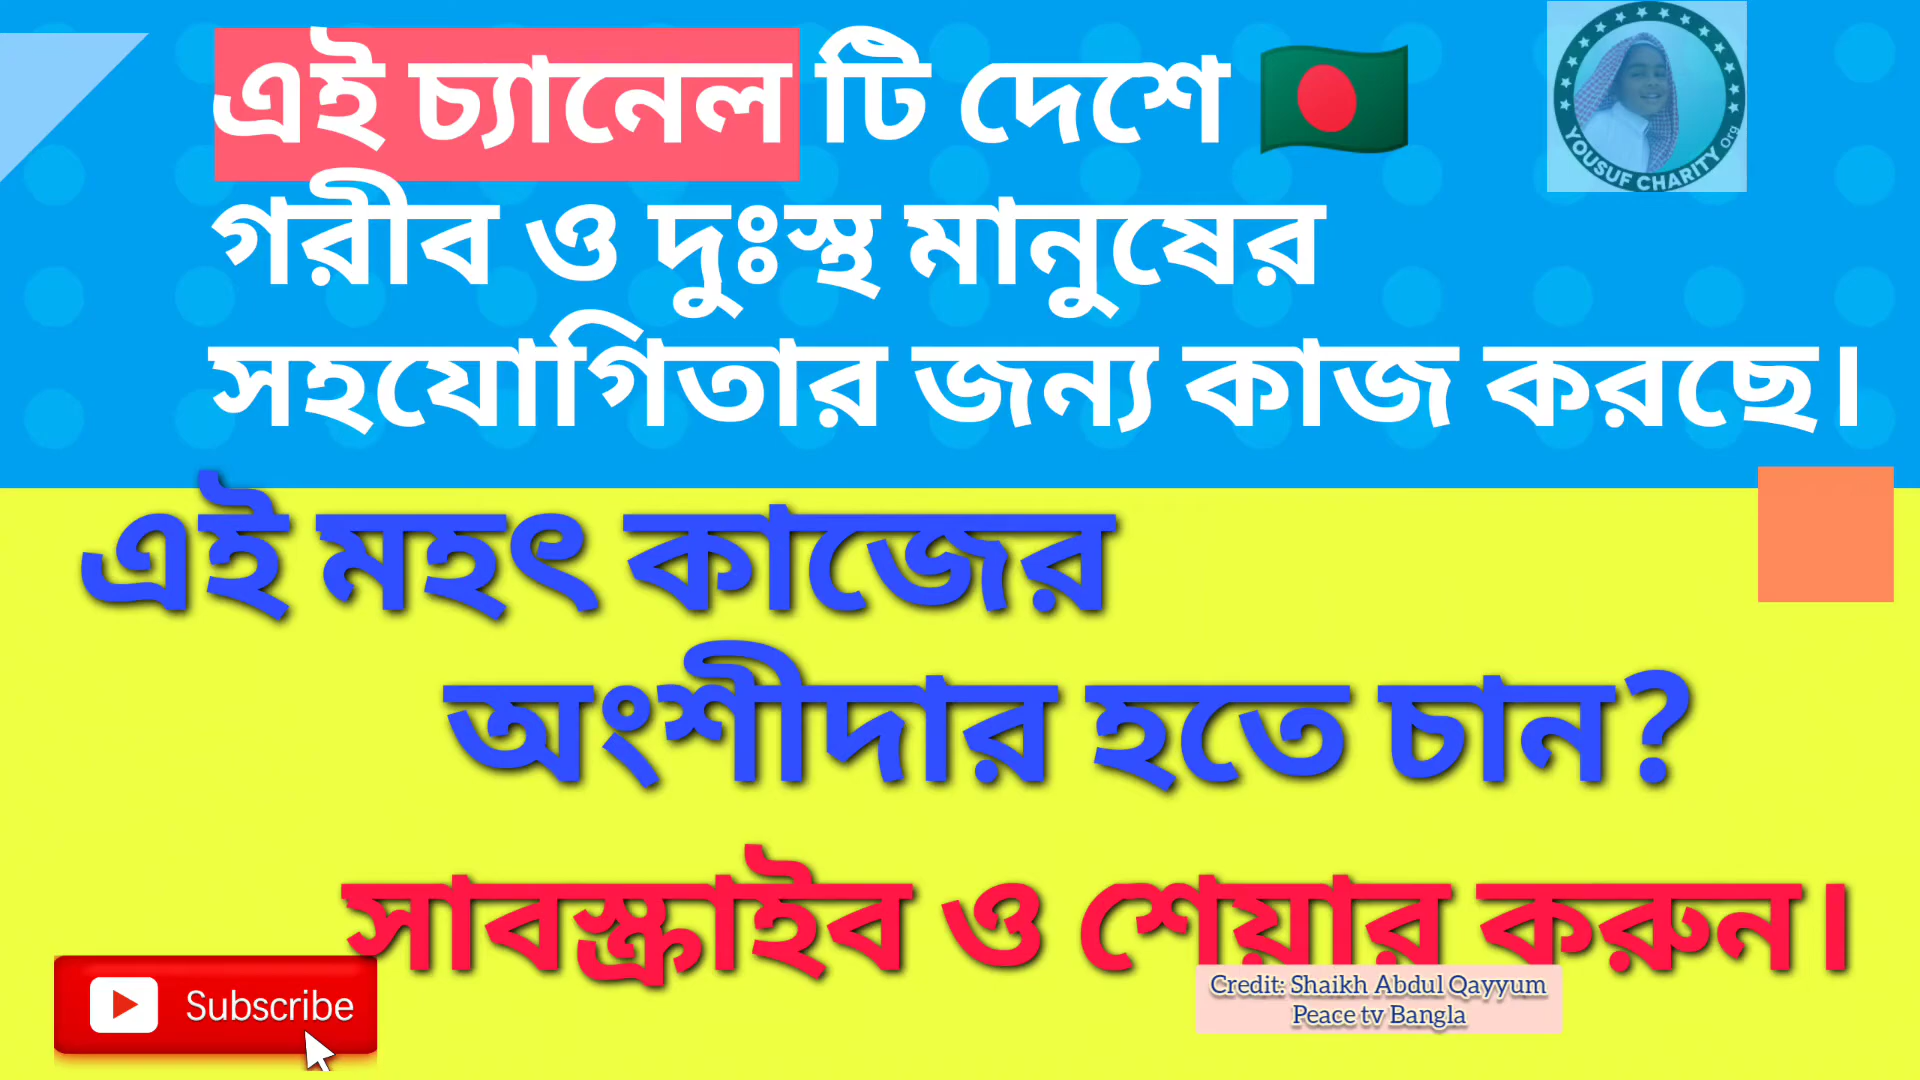 এই চ্যানেল টি দেশে 🇧🇩
গরীব ও দুঃস্থ মানুষের
সহযোগিতার জন্য কাজ করছে।
এই মহৎ কাজের
অংশীদার হতে চান?
সাবস্ক্রাইব ও শেয়ার করুন।
YOUSUF CHARITY Org
Subscribe
Credit: Shaikh Abdul Qayyum
Peace tv Bangla